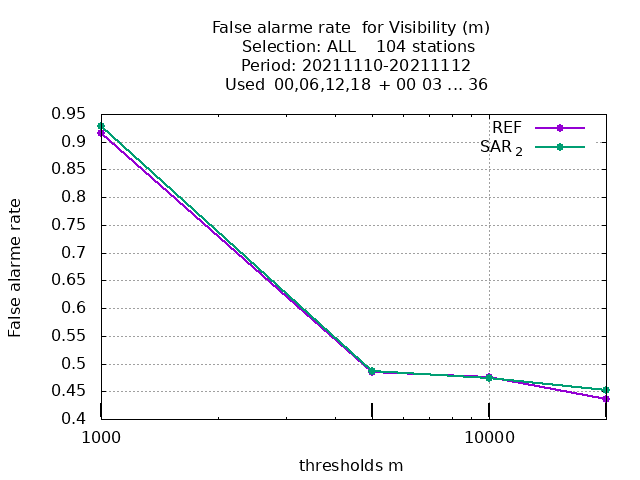 False alarme rate  for Visibility (m)
Selection: ALL    104 stations
Period: 20211110-20211112
Used  00,06,12,18 + 00 03 ... 36
0.95
0.9
0.85
0.8
0.75
0.7
0.65
0.6
0.55
0.5
0.45
0.4
REF
SAR 2
False alarme rate
1000
10000
thresholds m